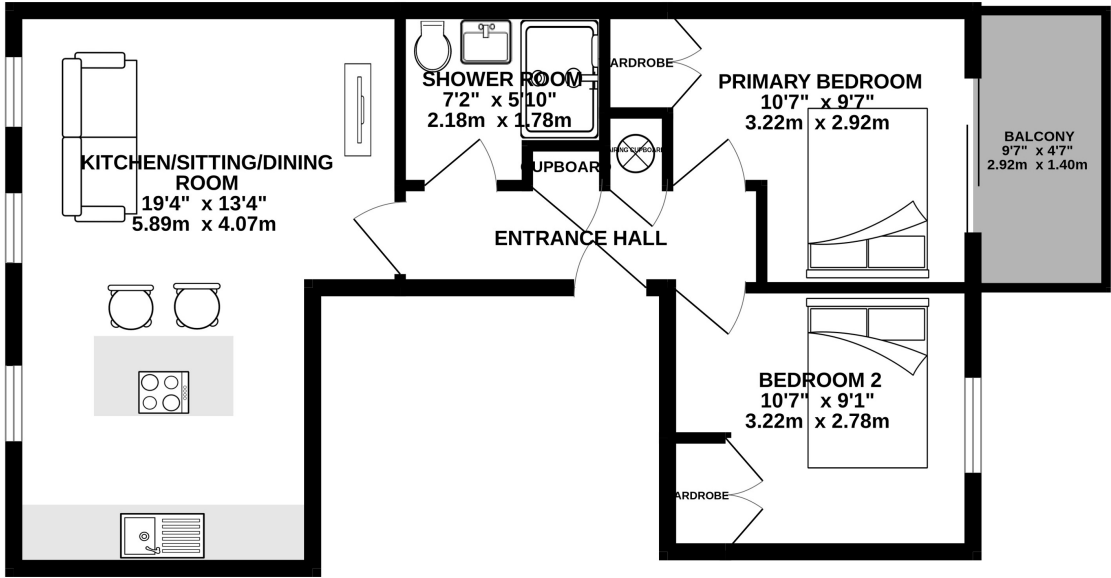 KITCHEN/SITTING/DINING
ROOM
19'4" x 13'4"
5.89m x 4.07m
SHOWER ROOM
7'2" x 5'10"
2.18m x 1.78m
CUPBOARD
ARDROBE
AIRING CUPBOARD
ENTRANCE HALL
PRIMARY BEDROOM
10'7" x 9'7"
3.22m x 2.92m
BALCONY
9'7" x 4'7"
2.92m x 1.40m
BEDROOM 2
10'7" x 9'1"
3.22m x 2.78m
ARDROBE